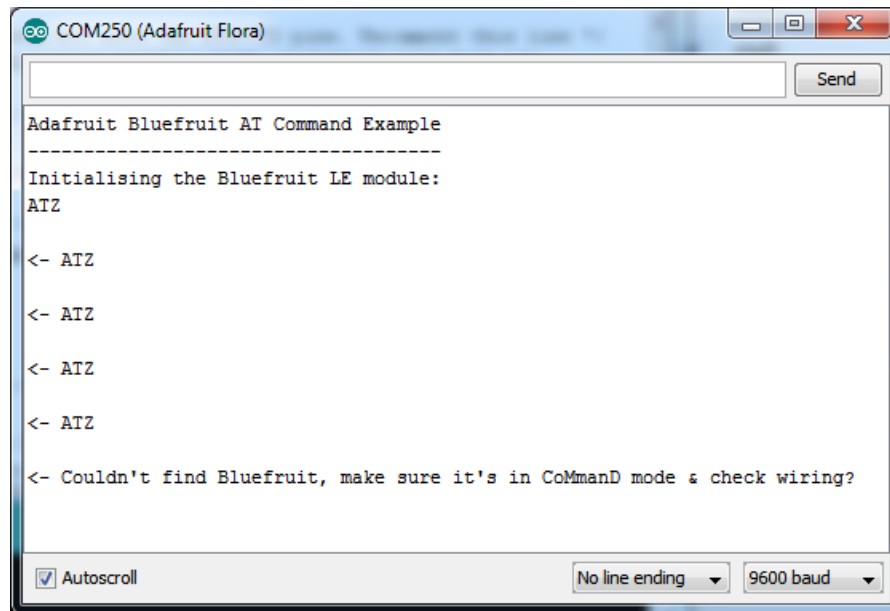 COM250 (Adafruit Flora)
Send
Adafruit Bluefruit AT Command Example
-------------------------------------
Initialising the Bluefruit LE module:
ATZ
<- ATZ
<- ATZ
<- ATZ
<- ATZ
<- Couldn't find Bluefruit, make sure it's in CoMmanD mode & check wiring?
Autoscroll
No line ending
9600 baud